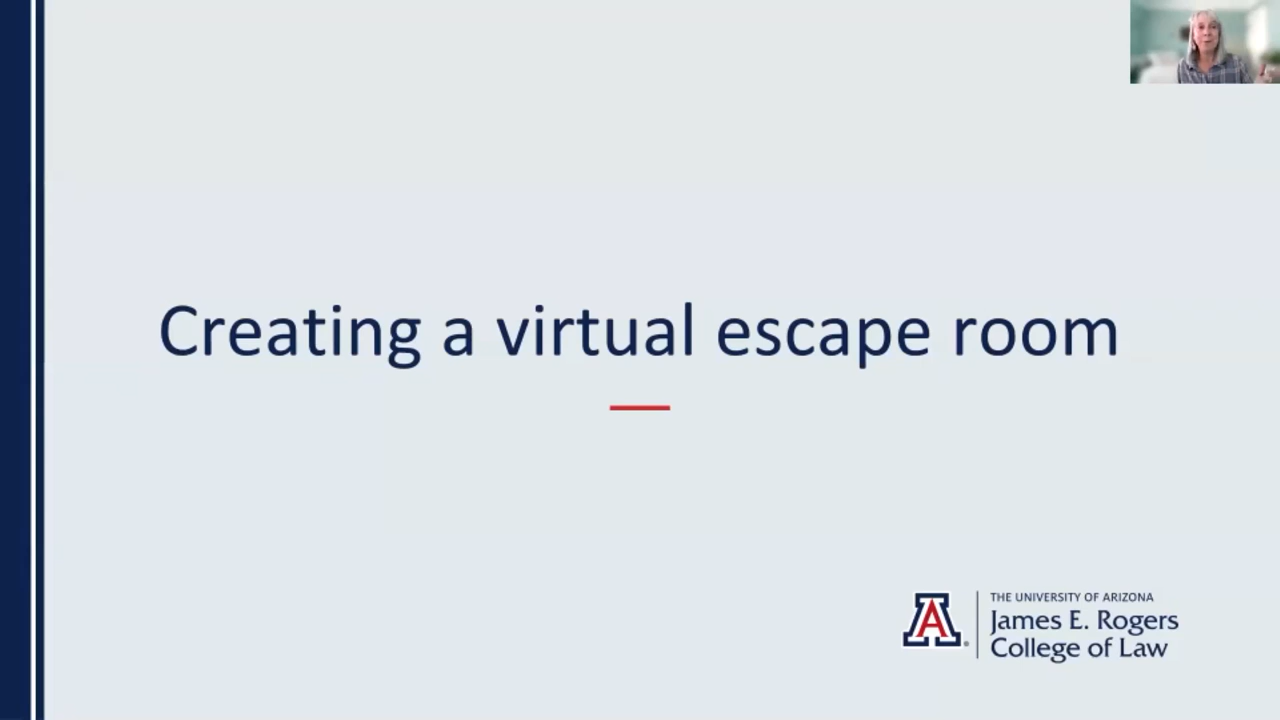 Creating a virtual escape room
A
THE UNIVERSITY OF ARIZONA
James E. Rogers
College of Law